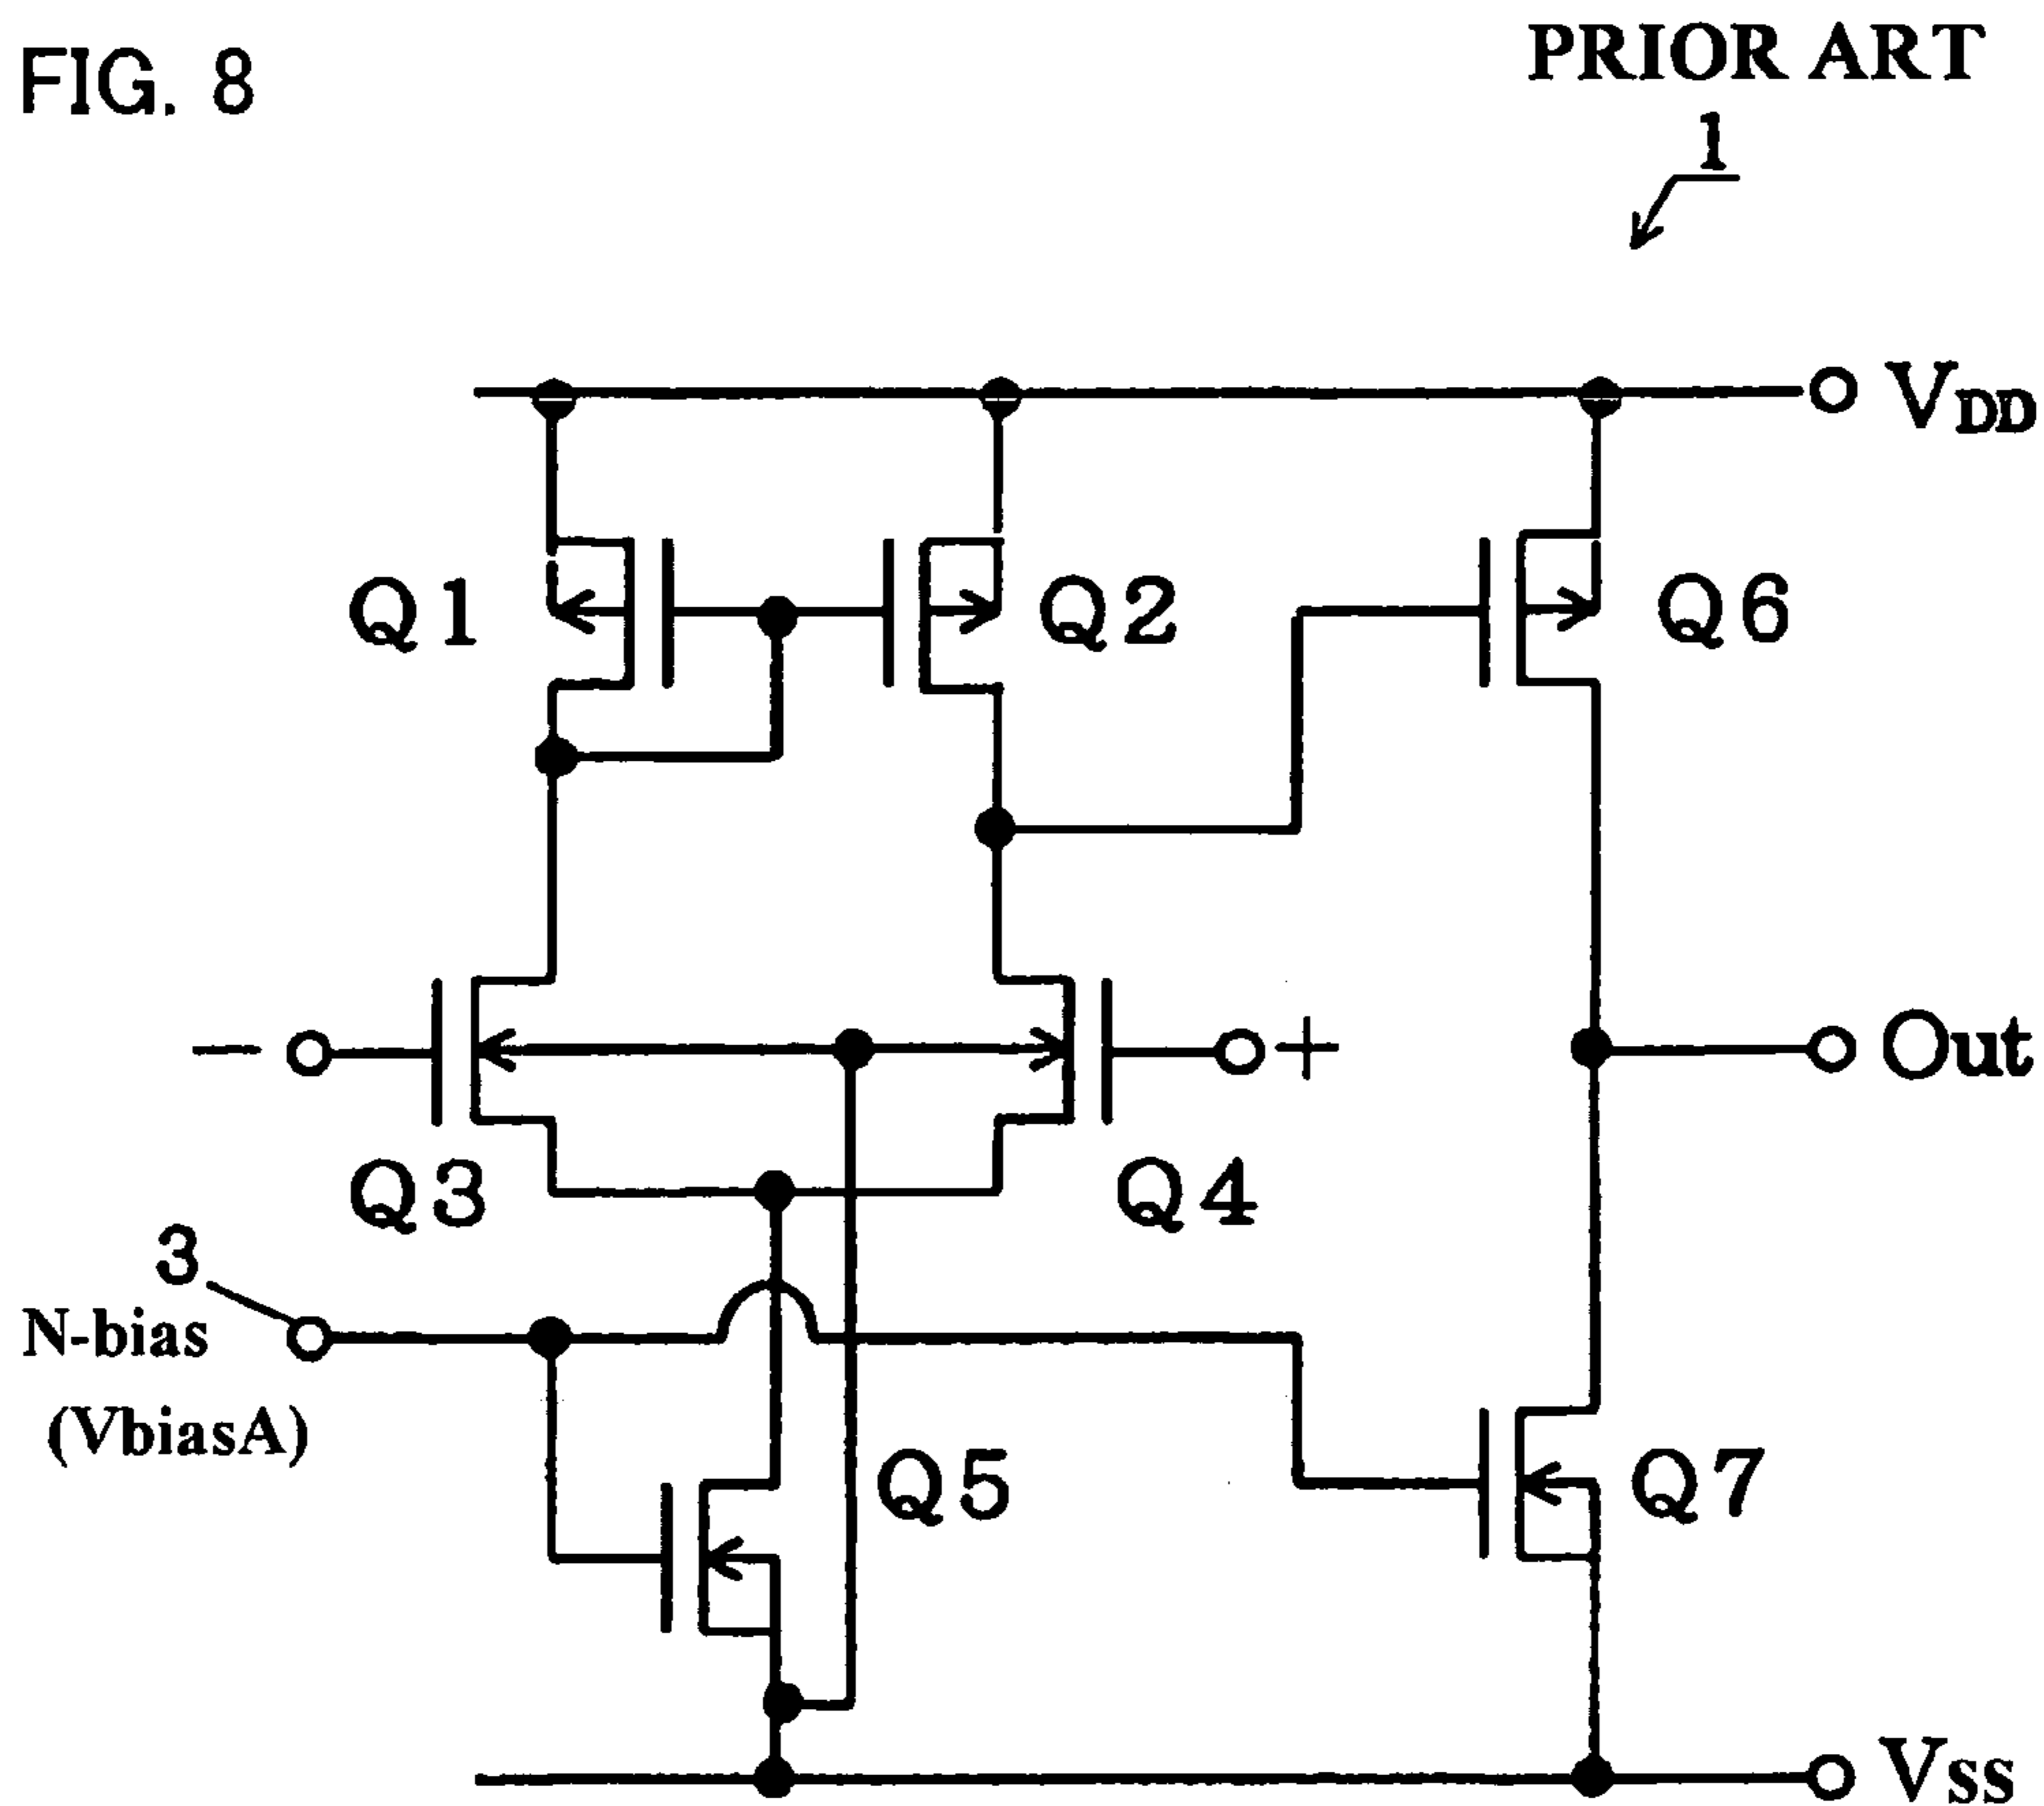 FIG. 8
PRIOR ART
1
VDD
Q1
Q2
Q6
−
+
Out
Q3
Q4
3
N-bias
(VbiasA)
Q5
Q7
VSS